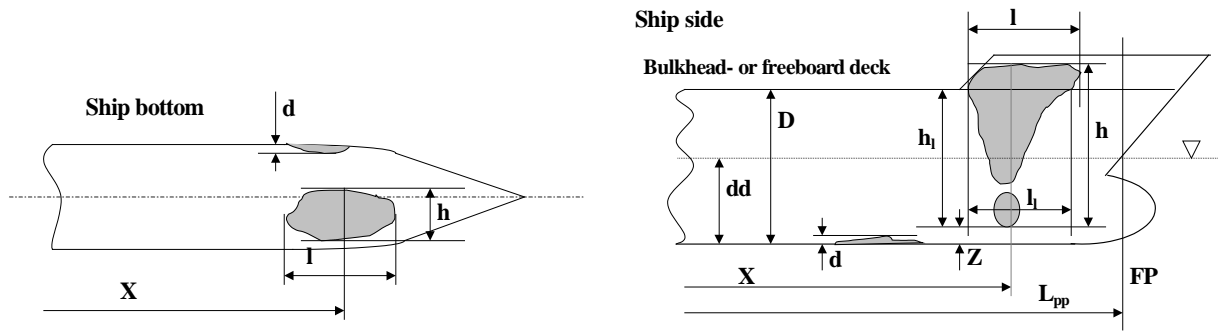 Ship side
l
Bulkhead- or freeboard deck
Ship bottom
d
D
hl
h
dd
h
ll
l
d
Z
X
X
Lpp
FP